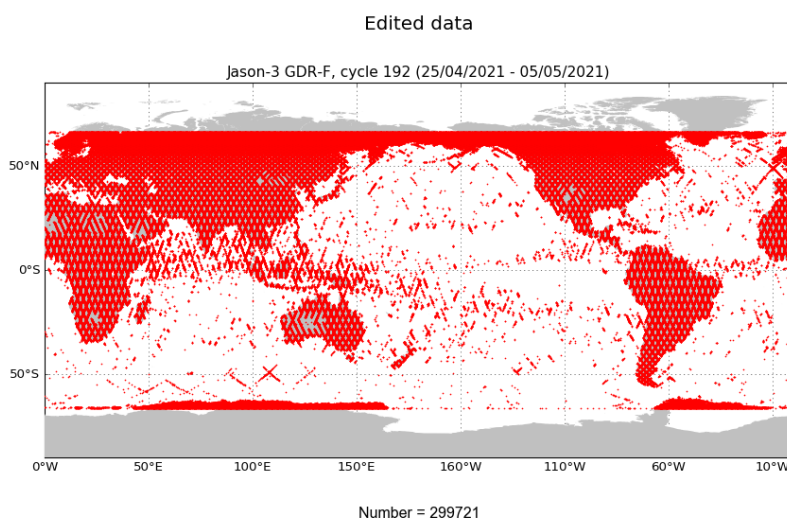 Edited data
Jason-3 GDR-F, cycle 192 (25/04/2021 - 05/05/2021)
50°N
0°S
50°S
0°W 50°E 100°E 150°E 160°W 110°W 60°W 10°W
Number = 299721